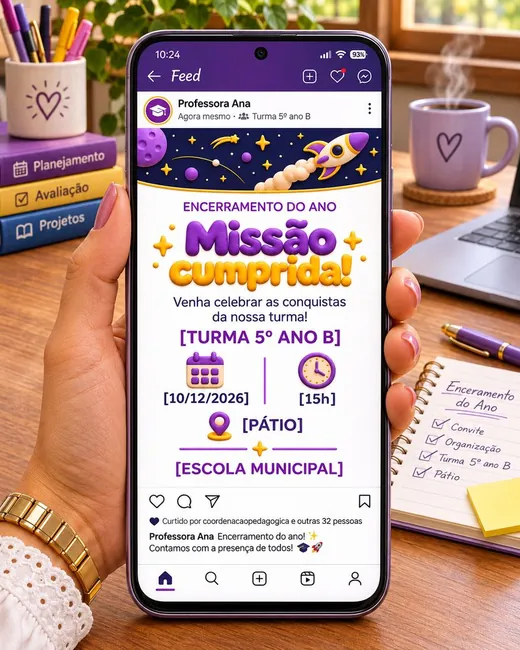 10:24
93%
Feed
Professora Ana
Agora mesmo • Turma 5º ano B
ENCERRAMENTO DO ANO
Missão
cumprida!
Venha celebrar as conquistas
da nossa turma!
[TURMA 5º ANO B]
[10/12/2026]
[15h]
[PÁTIO]
[ESCOLA MUNICIPAL]
Curtido por coordenacaopedagogica e outras 32 pessoas
Professora Ana Encerramento do ano! ✨
Contamos com a presença de todos! 🎓🚀
Planejamento
Avaliação
Projetos
Encerramento
do Ano
Convite
Organização
Turma 5º ano B
Pátio